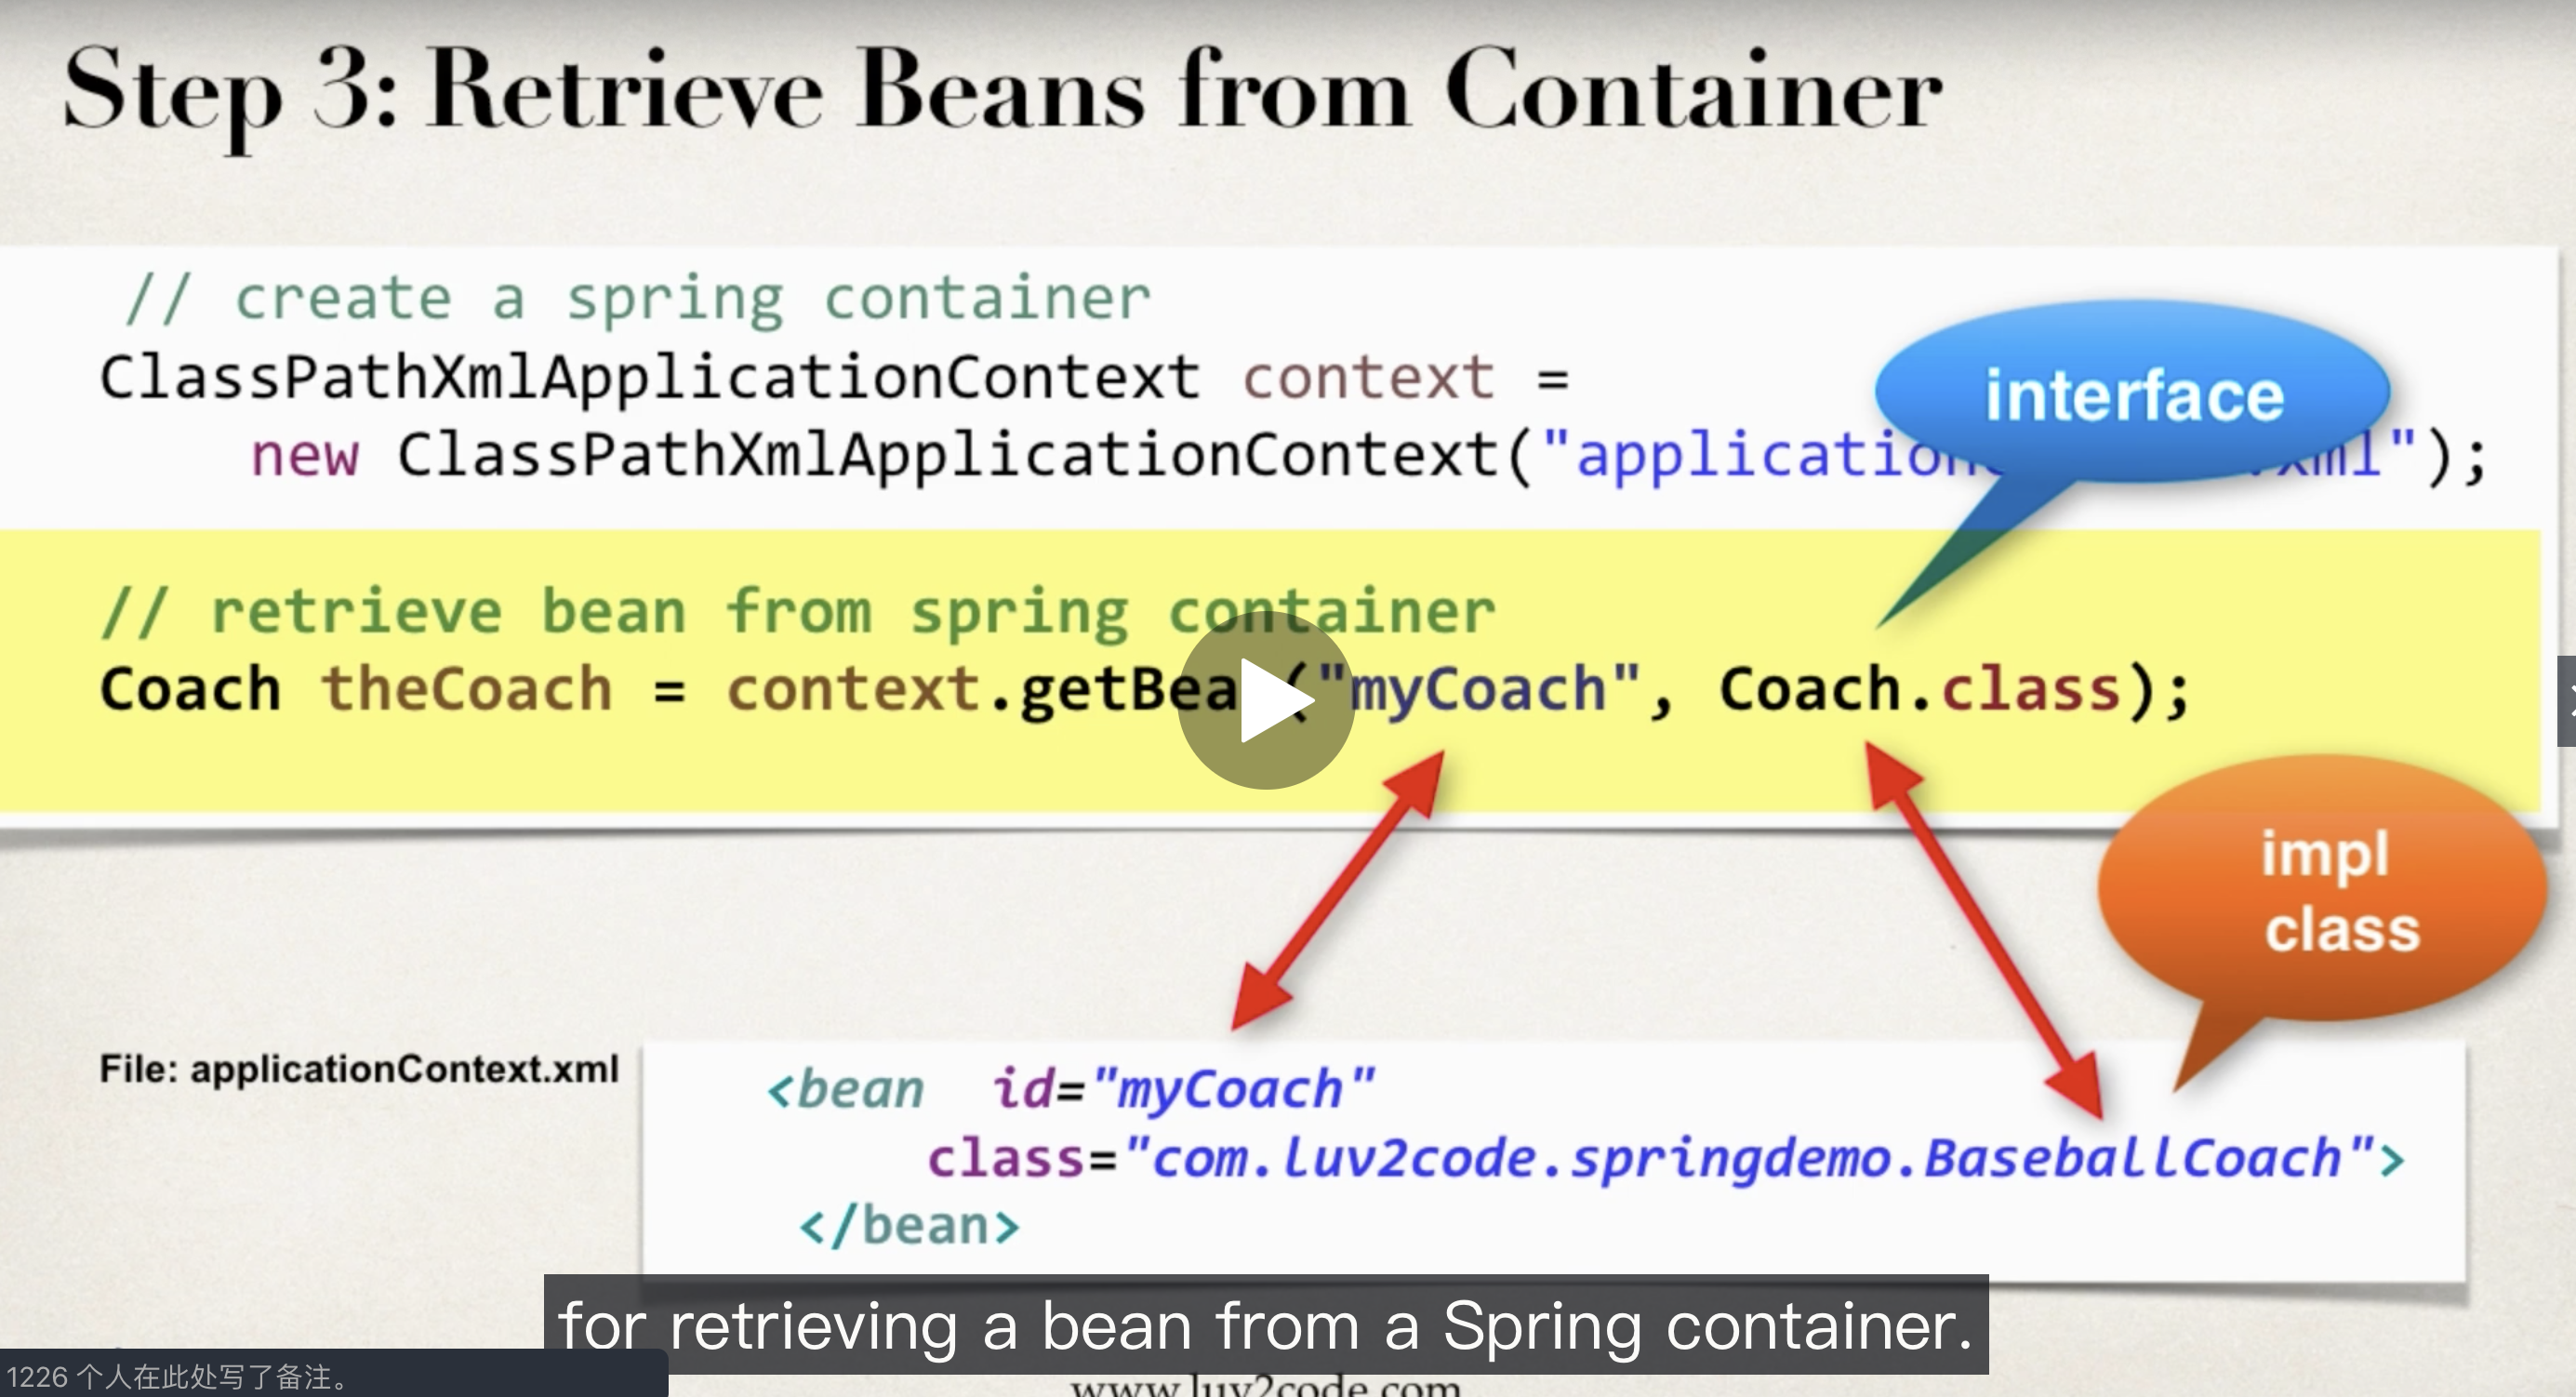 Step 3: Retrieve Beans from Container
// create a spring container
ClassPathXmlApplicationContext context =
new ClassPathXmlApplicationContext("application .xml");
interface
// retrieve bean from spring container
Coach theCoach = context.getBea ("myCoach", Coach.class);
impl
class
File: applicationContext.xml
<bean id="myCoach"
class="com.luv2code.springdemo.BaseballCoach">
</bean>
for retrieving a bean from a Spring container.
1226 个人在此处写了备注。
www.luv2code.com